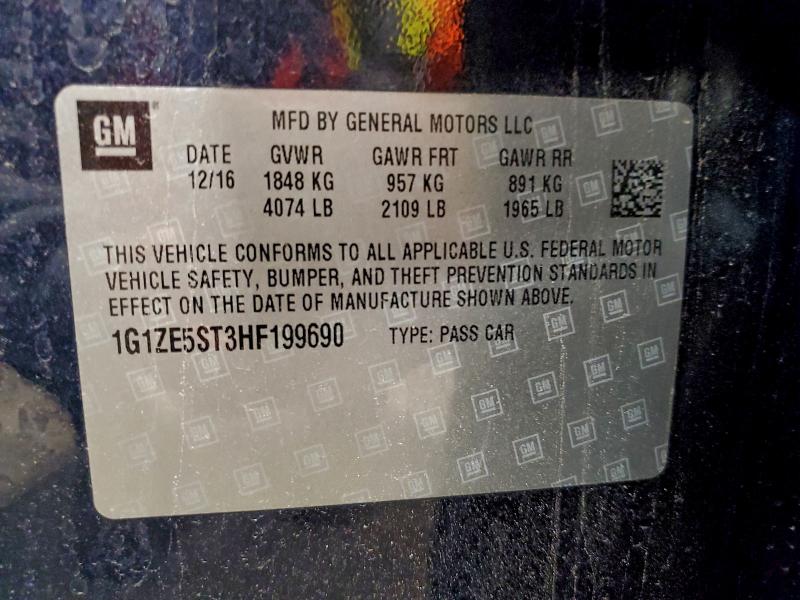 GM
MFD BY GENERAL MOTORS LLC
DATE GVWR GAWR FRT GAWR RR
12/16 1848 KG 957 KG 891 KG
4074 LB 2109 LB 1965 LB
THIS VEHICLE CONFORMS TO ALL APPLICABLE U.S. FEDERAL MOTOR
VEHICLE SAFETY, BUMPER, AND THEFT PREVENTION STANDARDS IN
EFFECT ON THE DATE OF MANUFACTURE SHOWN ABOVE.
1G1ZE5ST3HF199690 TYPE: PASS CAR